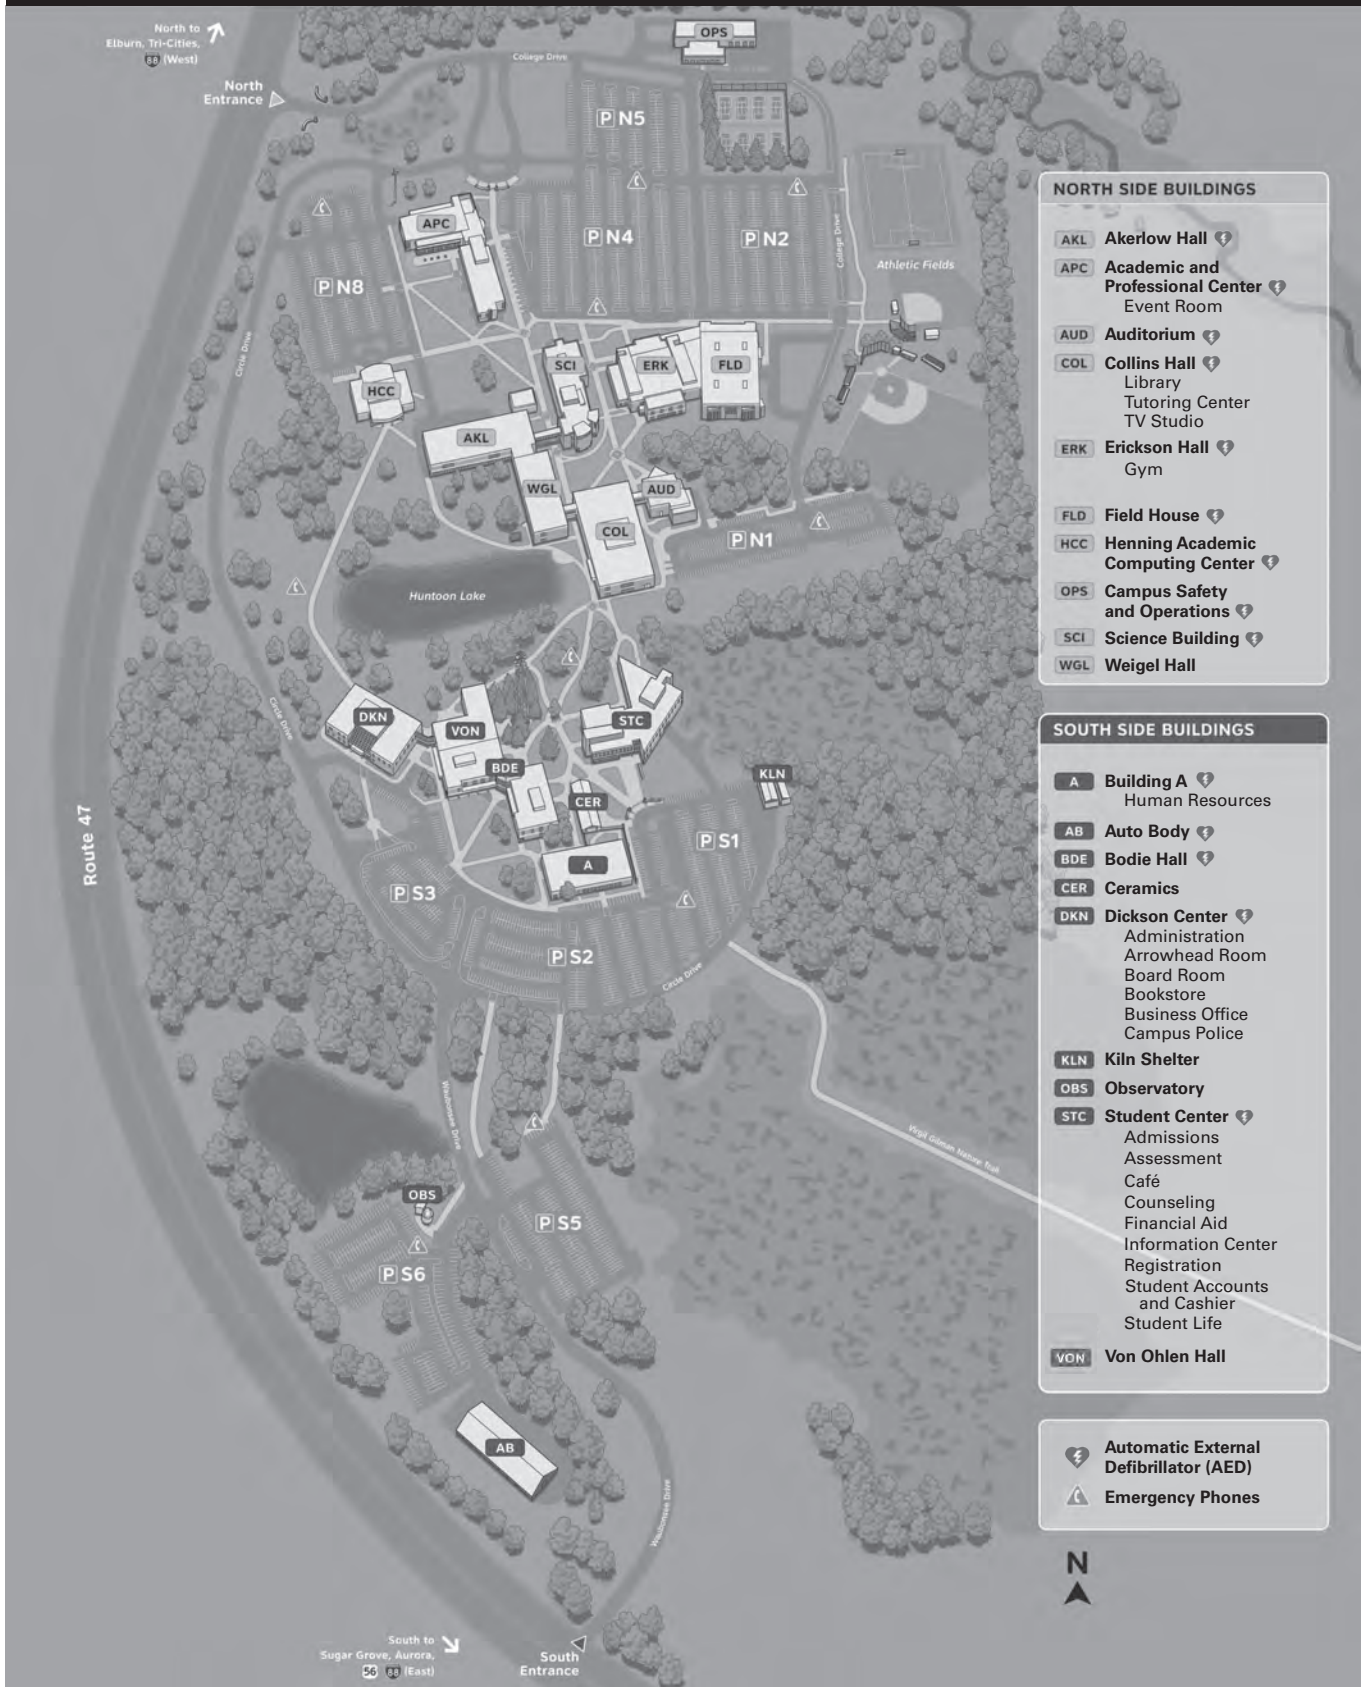 North to
Elburn, Tri-Cities,
88 (West)
North
Entrance
College Drive
OPS
P N5
APC
P N4
P N2
College Drive
Athletic Fields
P N8
Circle Drive
SCI
ERK
FLD
HCC
AKL
WGL
AUD
COL
P N1
Huntoon Lake
Circle Drive
DKN
VON
STC
BDE
KLN
CER
P S1
A
Route 47
P S3
P S2
Circle Drive
Waubonsee Drive
Virgil Gilman Nature Trail
OBS
P S5
P S6
AB
Waubonsee Drive
South to
Sugar Grove, Aurora,
56 88 (East)
South
Entrance
NORTH SIDE BUILDINGS
AKL Akerlow Hall
APC Academic and
Professional Center
Event Room
AUD Auditorium
COL Collins Hall
Library
Tutoring Center
TV Studio
ERK Erickson Hall
Gym
FLD Field House
HCC Henning Academic
Computing Center
OPS Campus Safety
and Operations
SCI Science Building
WGL Weigel Hall
SOUTH SIDE BUILDINGS
A Building A
Human Resources
AB Auto Body
BDE Bodie Hall
CER Ceramics
DKN Dickson Center
Administration
Arrowhead Room
Board Room
Bookstore
Business Office
Campus Police
KLN Kiln Shelter
OBS Observatory
STC Student Center
Admissions
Assessment
Café
Counseling
Financial Aid
Information Center
Registration
Student Accounts
and Cashier
Student Life
VON Von Ohlen Hall
Automatic External
Defibrillator (AED)
Emergency Phones
N